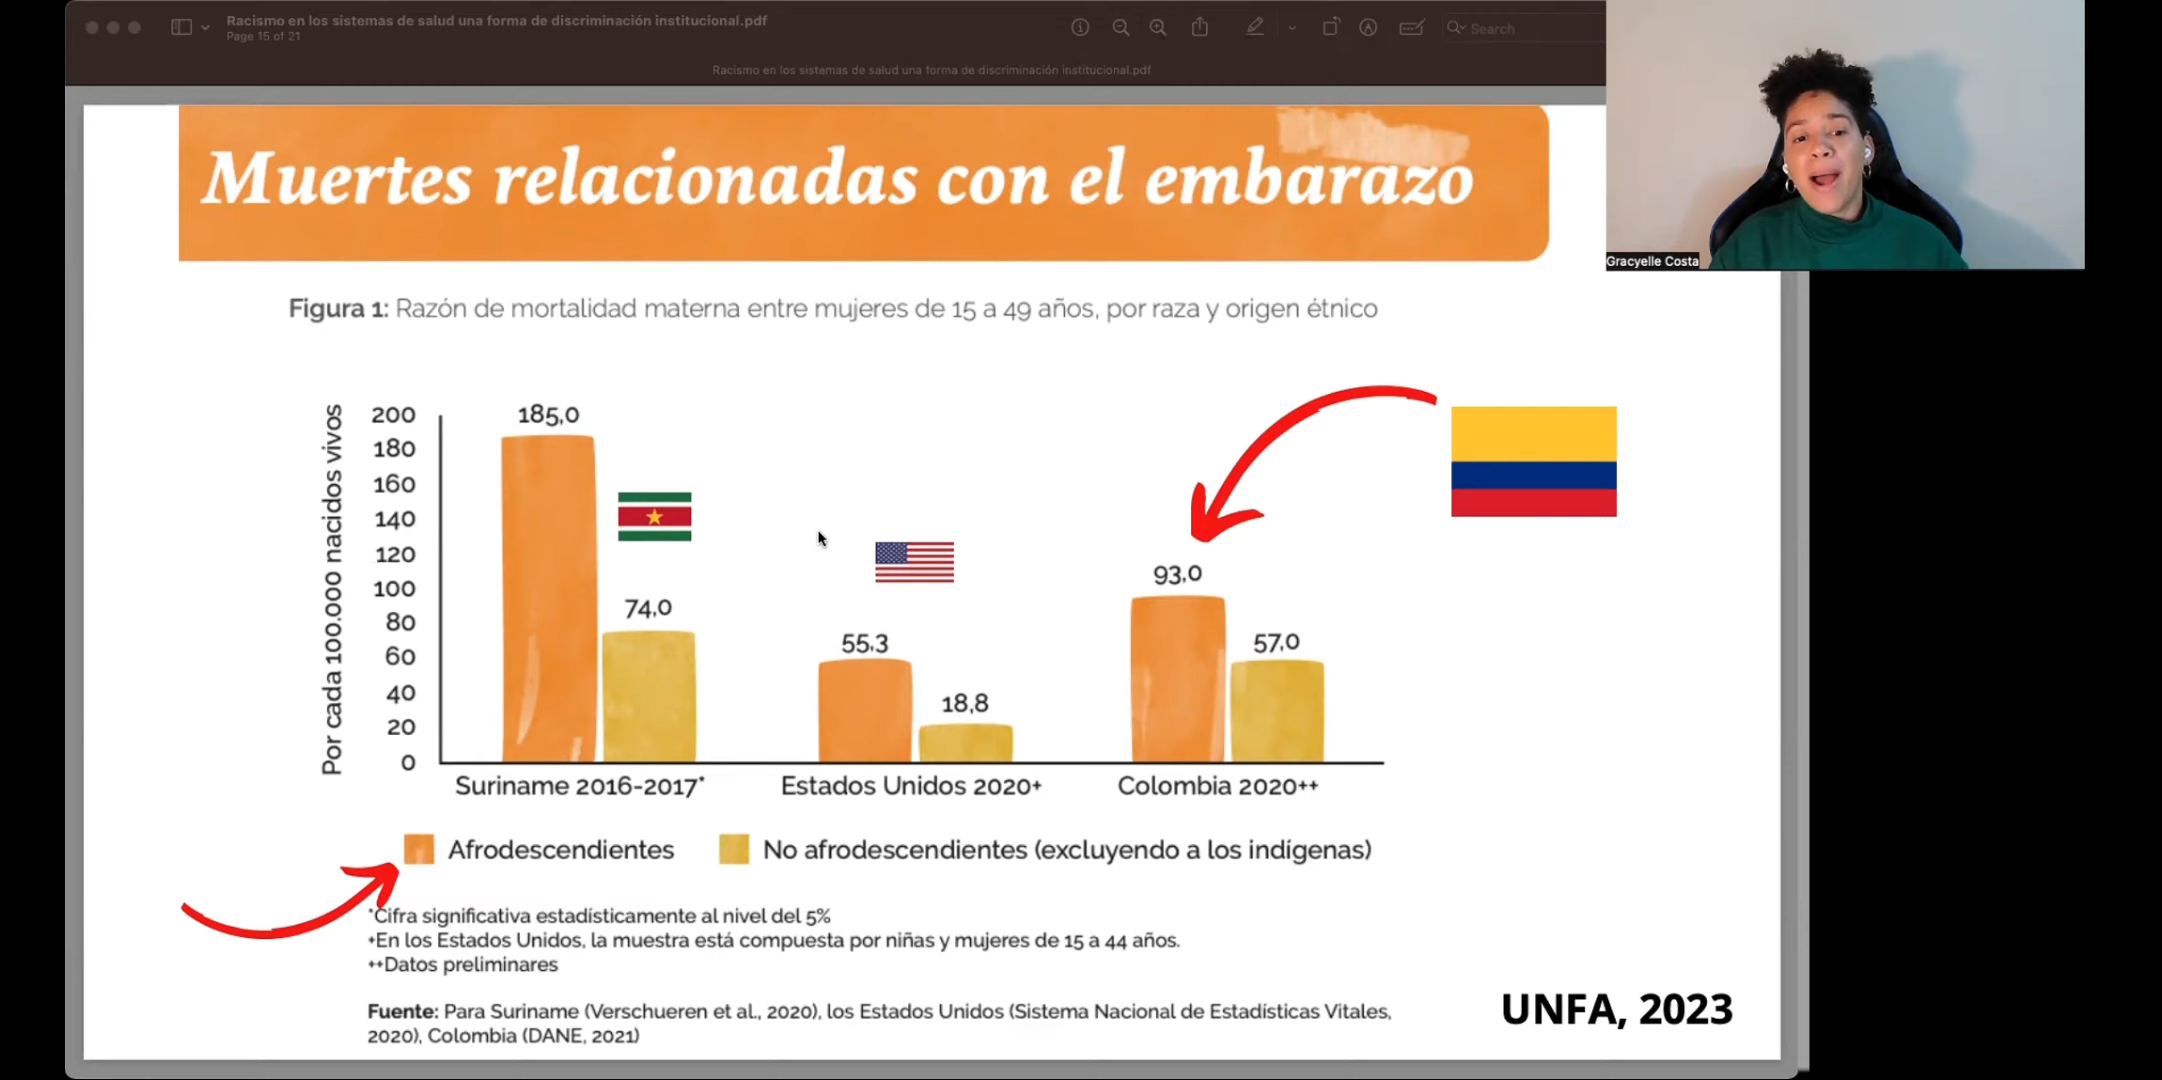 Racismo en los sistemas de salud una forma de discriminación institucional.pdf
Page 15 of 21
Search
Racismo en los sistemas de salud una forma de discriminación institucional.pdf
Gracyelle Costa
Muertes relacionadas con el embarazo
Figura 1: Razón de mortalidad materna entre mujeres de 15 a 49 años, por raza y origen étnico
Por cada 100.000 nacidos vivos
200
180
160
140
120
100
80
60
40
20
0
185,0
74,0
55,3
18,8
93,0
57,0
Suriname 2016-2017*
Estados Unidos 2020+
Colombia 2020++
Afrodescendientes
No afrodescendientes (excluyendo a los indígenas)
*Cifra significativa estadísticamente al nivel del 5%
+En los Estados Unidos, la muestra está compuesta por niñas y mujeres de 15 a 44 años.
++Datos preliminares
Fuente: Para Suriname (Verschueren et al., 2020), los Estados Unidos (Sistema Nacional de Estadísticas Vitales,
2020), Colombia (DANE, 2021)
UNFA, 2023